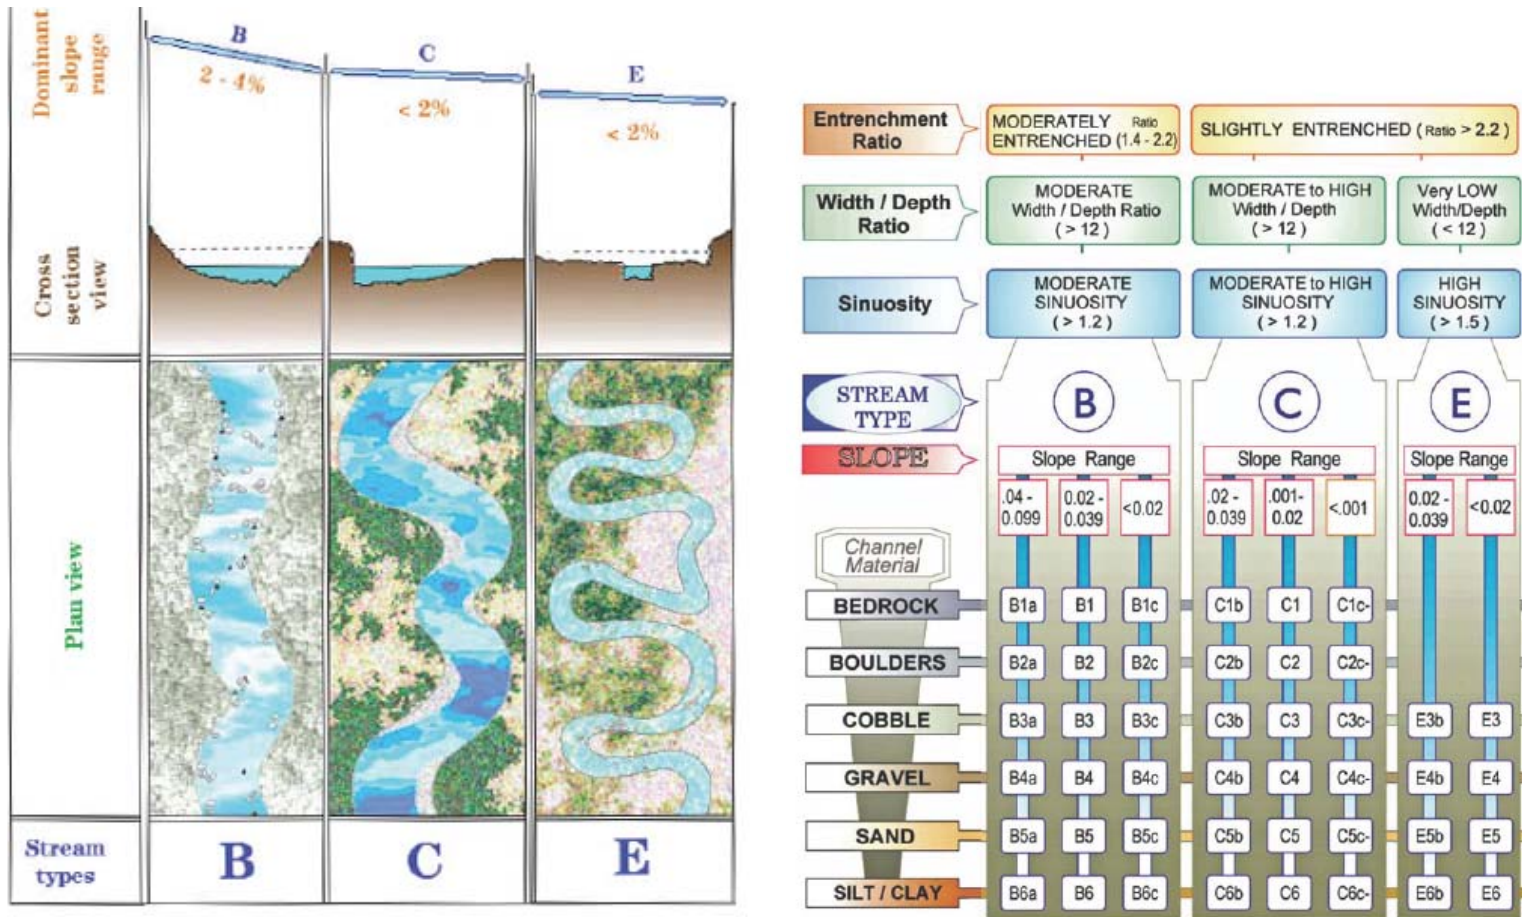 Dominant
slope
range
B
2 - 4%
C
< 2%
E
< 2%
Cross
section
view
Plan view
Stream
types
B
C
E
Entrenchment
Ratio
MODERATELY Ratio
ENTRENCHED (1.4 - 2.2)
SLIGHTLY ENTRENCHED ( Ratio > 2.2 )
Width / Depth
Ratio
MODERATE
Width / Depth Ratio
( > 12 )
MODERATE to HIGH
Width / Depth
( > 12 )
Very LOW
Width/Depth
( < 12 )
Sinuosity
MODERATE
SINUOSITY
( > 1.2 )
MODERATE to HIGH
SINUOSITY
( > 1.2 )
HIGH
SINUOSITY
( > 1.5 )
STREAM
TYPE
B
C
E
SLOPE
Slope Range
Slope Range
Slope Range
.04 -
0.099
0.02 -
0.039
<0.02
.02 -
0.039
.001-
0.02
<.001
0.02 -
0.039
<0.02
Channel
Material
BEDROCK B1a B1 B1c C1b C1 C1c-
BOULDERS B2a B2 B2c C2b C2 C2c-
COBBLE B3a B3 B3c C3b C3 C3c- E3b E3
GRAVEL B4a B4 B4c C4b C4 C4c- E4b E4
SAND B5a B5 B5c C5b C5 C5c- E5b E5
SILT / CLAY B6a B6 B6c C6b C6 C6c- E6b E6